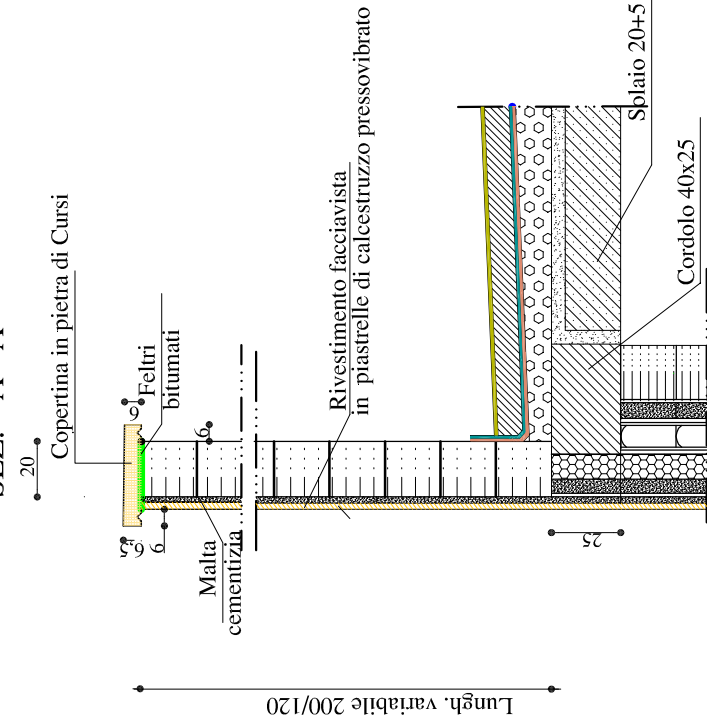 SEZ. "A-A"
Copertina in pietra di Cursi
20
6
Feltri
bitumati
6
6,5
6
Malta
cementizia
Rivestimento facciavista
in piastrelle di calcestruzzo pressovibrato
Solaio 20+5
Cordolo 40x25
25
Lungh. variabile 200/120